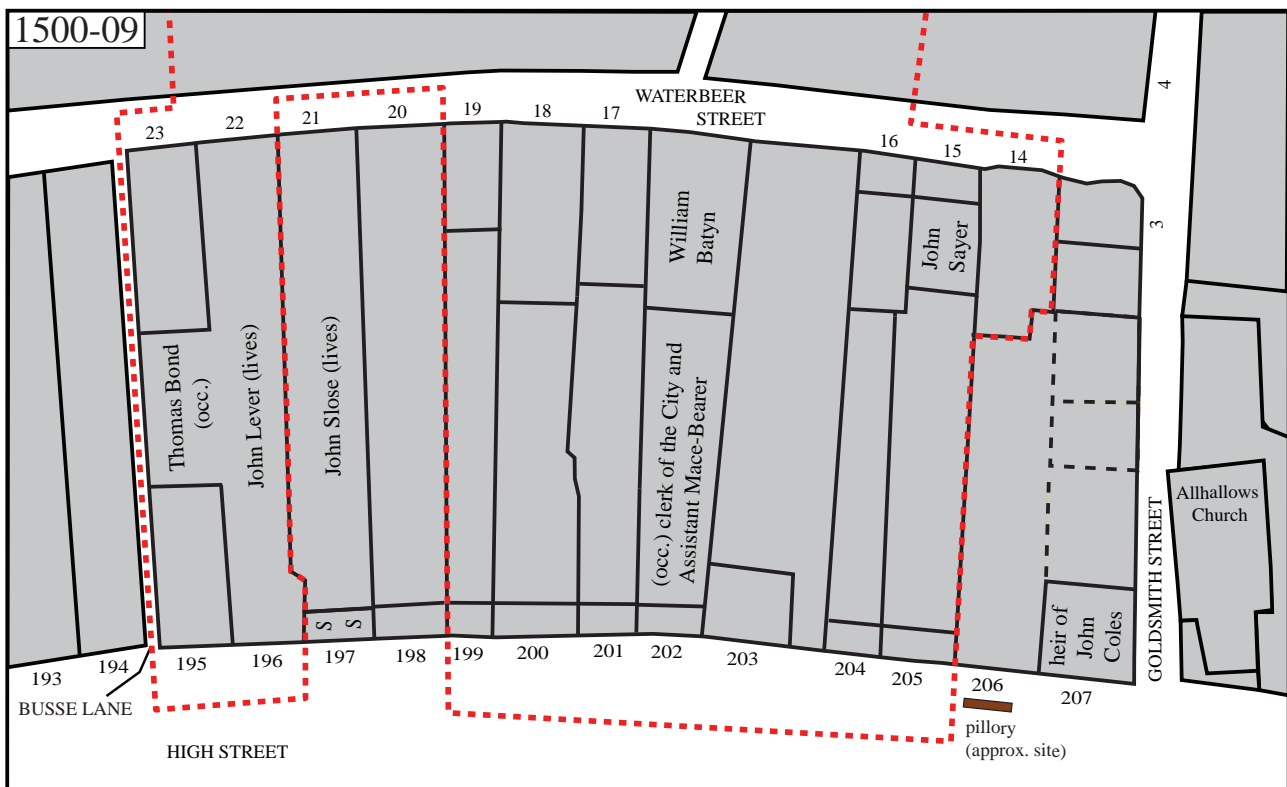 1500-09
WATERBEER
STREET
23
22
21
20
19
18
17
16
15
14
4
3
William
Batyn
John
Sayer
Thomas Bond
(occ.)
John Lever (lives)
John Slose (lives)
(occ.) clerk of the City and
Assistant Mace-Bearer
Allhallows
Church
GOLDSMITH STREET
heir of
John
Coles
S
S
193
194
195
196
197
198
199
200
201
202
203
204
205
206
207
BUSSE LANE
HIGH STREET
pillory
(approx. site)